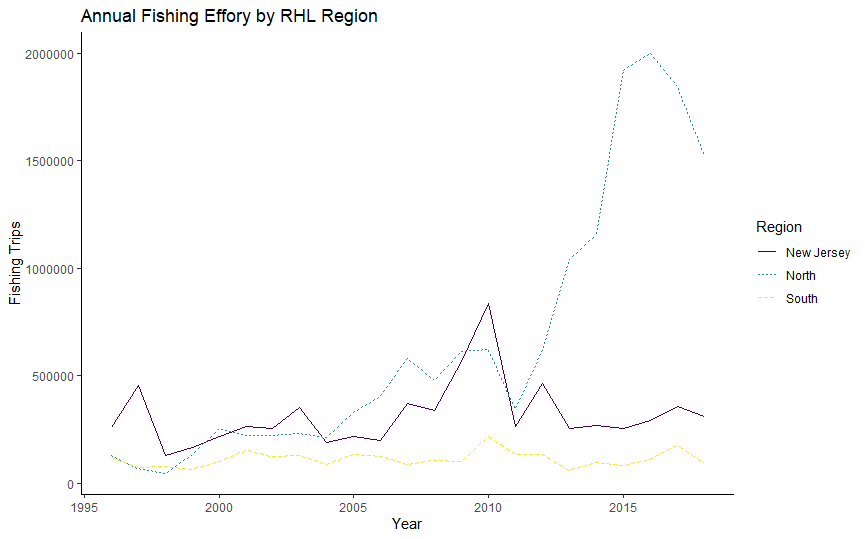 Annual Fishing Effory by RHL Region
2000000
1500000
1000000
500000
0
Fishing Trips
1995
2000
2005
2010
2015
Year
Region
New Jersey
North
South